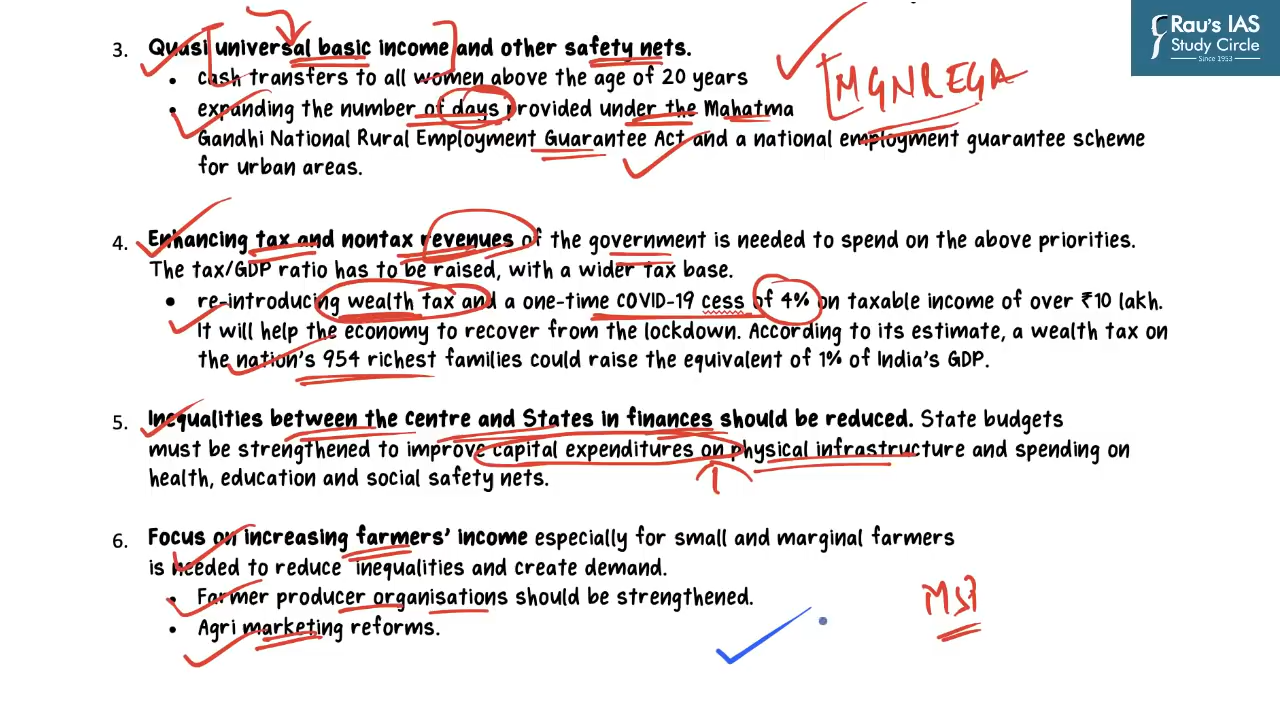 Rau's IAS
Study Circle
Since 1953
3. Quasi universal basic income and other safety nets.
• cash transfers to all women above the age of 20 years
MGNREGA
• expanding the number of days provided under the Mahatma
Gandhi National Rural Employment Guarantee Act and a national employment guarantee scheme
for urban areas.
4. Enhancing tax and nontax revenues of the government is needed to spend on the above priorities.
The tax/GDP ratio has to be raised, with a wider tax base.
• re-introducing wealth tax and a one-time COVID-19 cess of 4% on taxable income of over ₹10 lakh.
It will help the economy to recover from the lockdown. According to its estimate, a wealth tax on
the nation's 954 richest families could raise the equivalent of 1% of India's GDP.
5. Inequalities between the Centre and States in finances should be reduced. State budgets
must be strengthened to improve capital expenditures on physical infrastructure and spending on
health, education and social safety nets.
6. Focus on increasing farmers' income especially for small and marginal farmers
is needed to reduce inequalities and create demand.
• Farmer producer organisations should be strengthened.
MSP
• Agri marketing reforms.